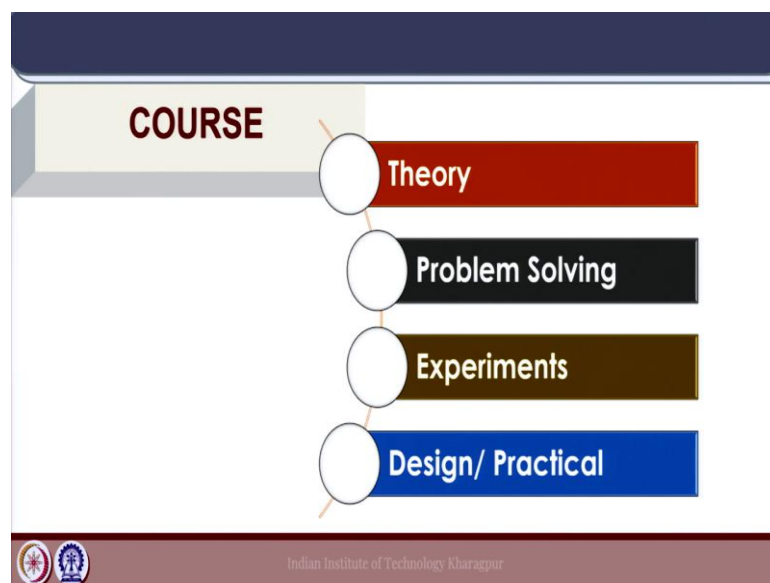 COURSE
Theory
Problem Solving
Experiments
Design/ Practical
Indian Institute of Technology Kharagpur